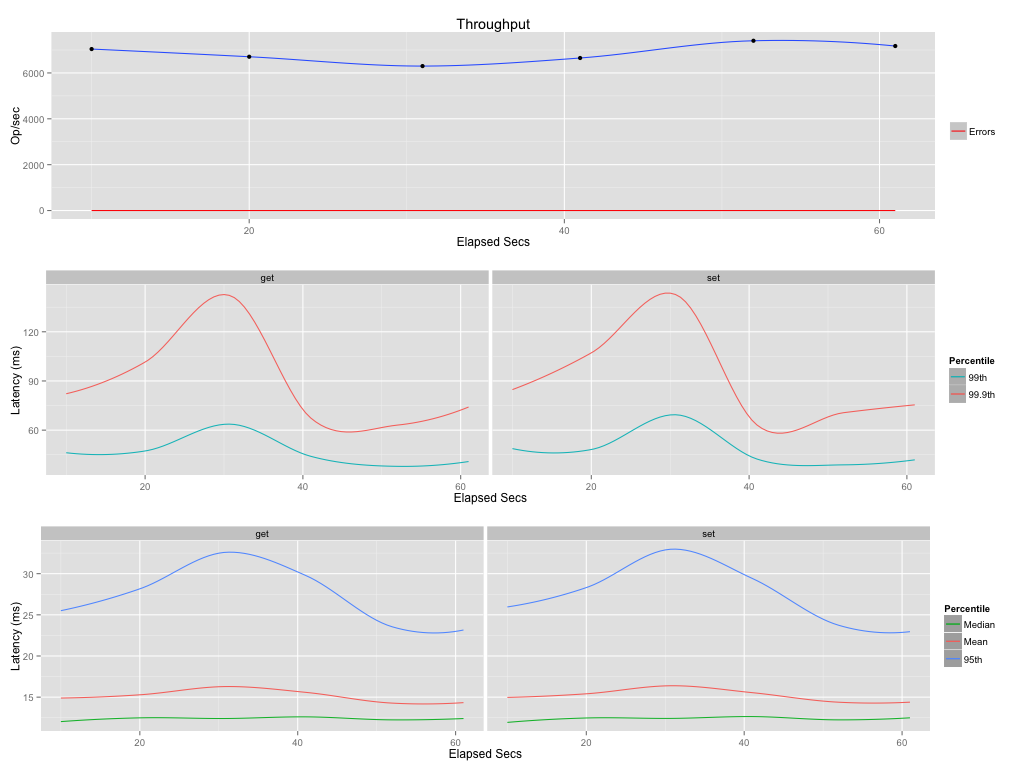 Throughput
6000
4000
2000
0
Op/sec
20 40 60
Elapsed Secs
Errors
get set
120
90
60
Latency (ms)
20 40 60 20 40 60
Elapsed Secs
Percentile
99th
99.9th
get set
30
25
20
15
Latency (ms)
20 40 60 20 40 60
Elapsed Secs
Percentile
Median
Mean
95th